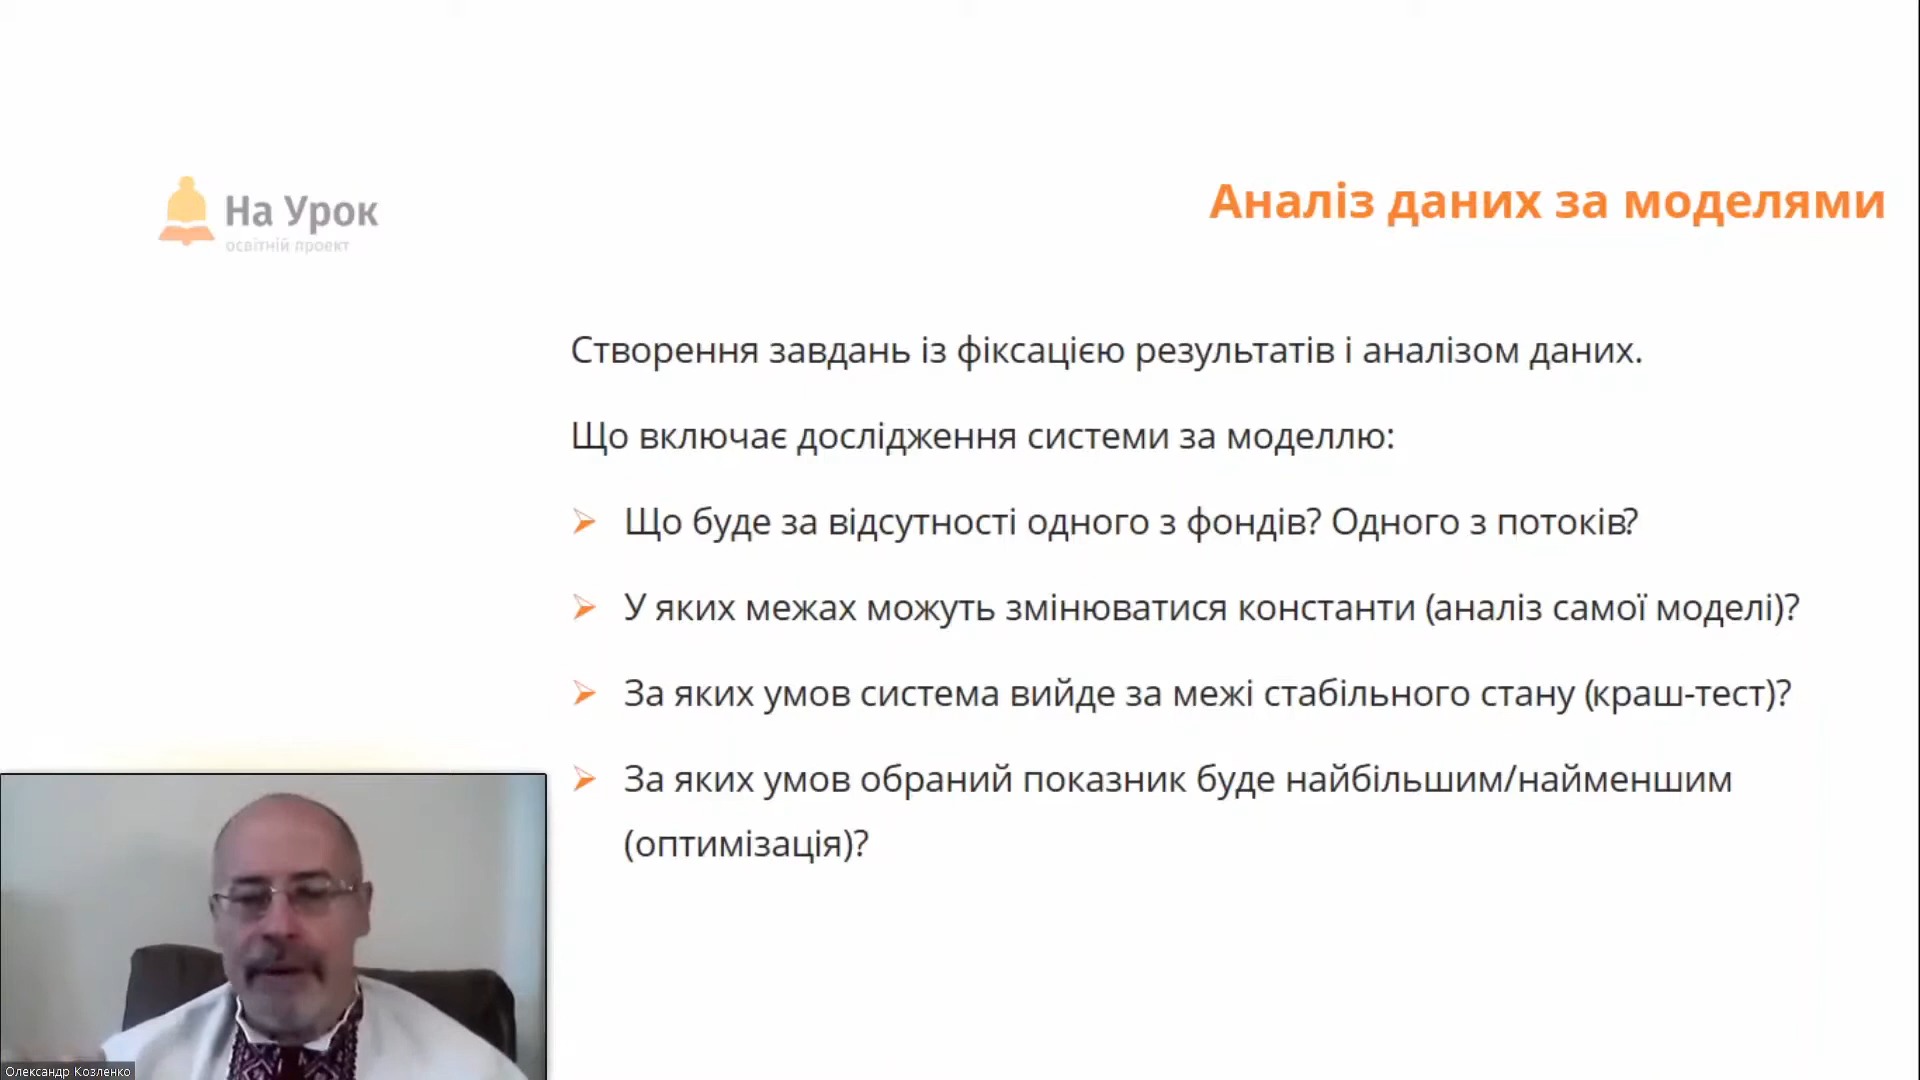 На Урок
освітній проект
Аналіз даних за моделями
Створення завдань із фіксацією результатів і аналізом даних.
Що включає дослідження системи за моделлю:
Що буде за відсутності одного з фондів? Одного з потоків?
У яких межах можуть змінюватися константи (аналіз самої моделі)?
За яких умов система вийде за межі стабільного стану (краш-тест)?
За яких умов обраний показник буде найбільшим/найменшим
(оптимізація)?
Олександр Козленко